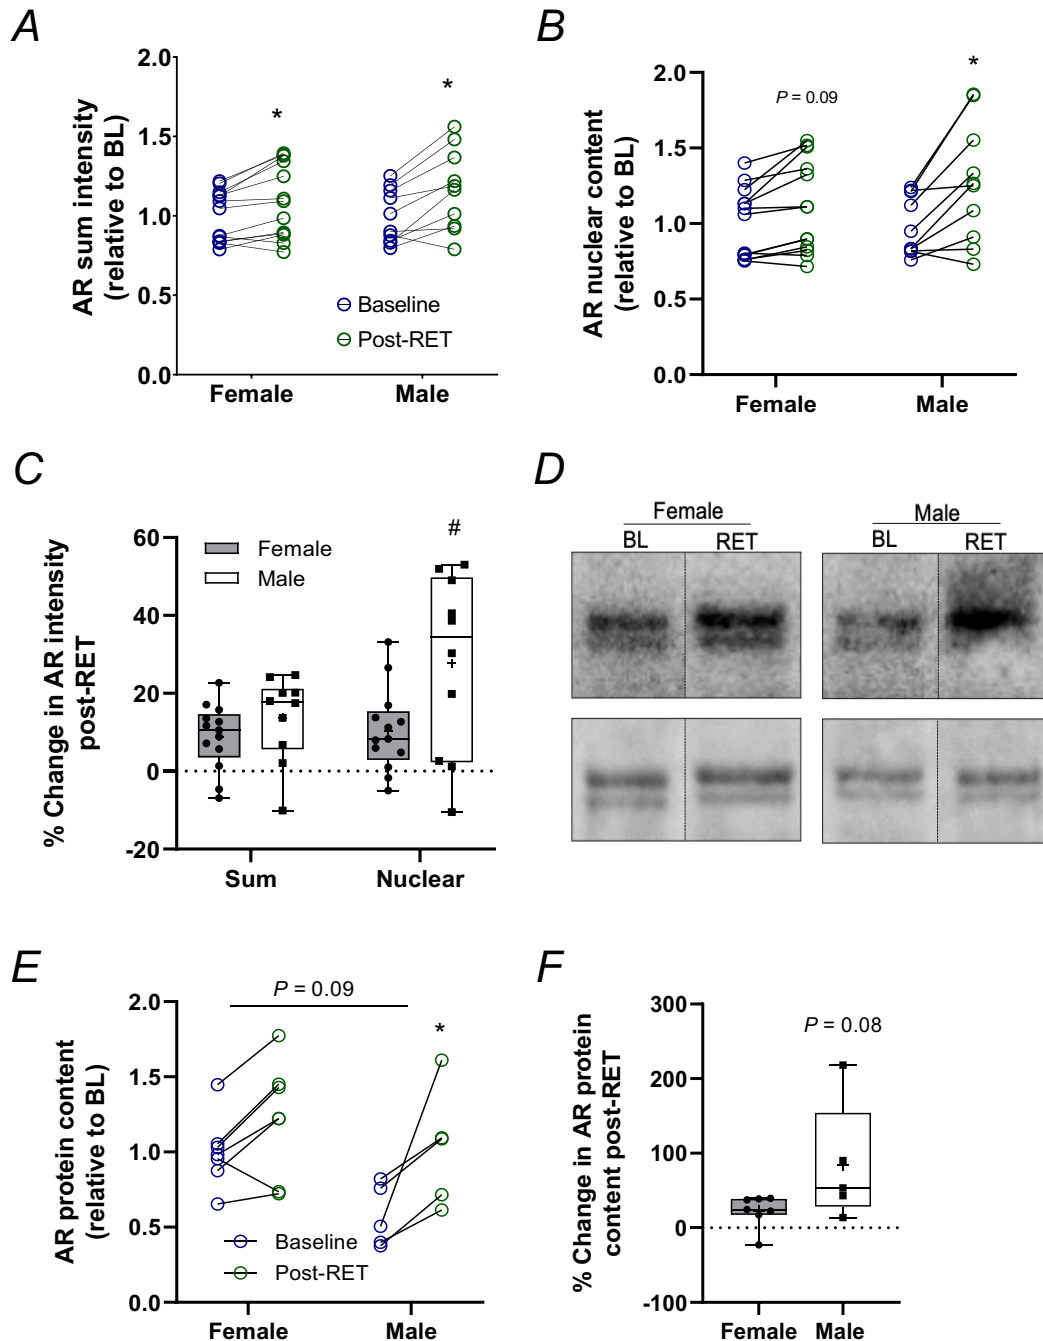 A
AR sum intensity
(relative to BL)
2.0
1.5
1.0
0.5
0.0
*
*
Baseline
Post-RET
Female
Male
B
AR nuclear content
(relative to BL)
2.0
1.5
1.0
0.5
0.0
P = 0.09
*
Female
Male
C
% Change in AR intensity
post-RET
60
40
20
0
-20
Female
Male
#
Sum
Nuclear
D
Female
BL RET
Male
BL RET
E
AR protein content
(relative to BL)
2.0
1.5
1.0
0.5
0.0
P = 0.09
*
Baseline
Post-RET
Female
Male
F
% Change in AR protein
content post-RET
300
200
100
0
-100
P = 0.08
Female
Male